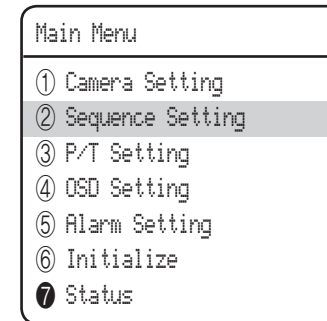 Main Menu
① Camera Setting
② Sequence Setting
③ P/T Setting
④ OSD Setting
⑤ Alarm Setting
⑥ Initialize
❼ Status